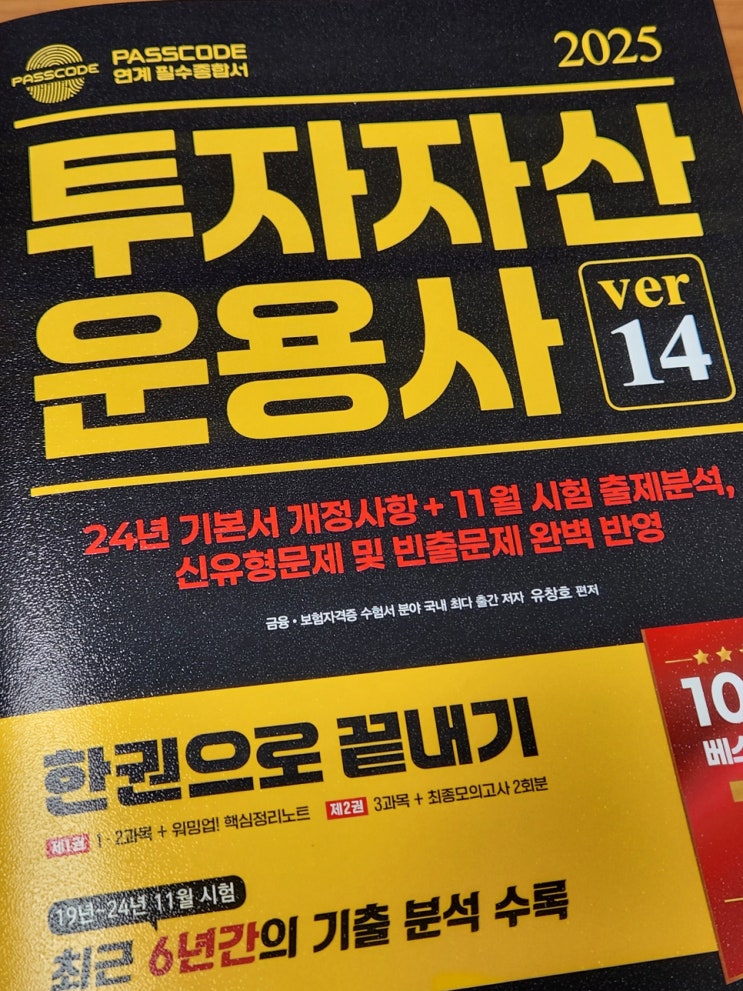 PASSCODE
PASSCODE
연계 필수종합서
2025
투자자산
운용사
ver
14
24년 기본서 개정사항 + 11월 시험 출제분석,
신유형문제 및 빈출문제 완벽 반영
금융·보험자격증 수험서 분야 국내 최다 출간 저자 유창호 편저
10
베스
한권으로 끝내기
제1권 1·2과목 + 워밍업! 핵심정리노트 제2권 3과목 + 최종모의고사 2회분
19년~24년 11월 시험
최근 6년간의 기출 분석 수록